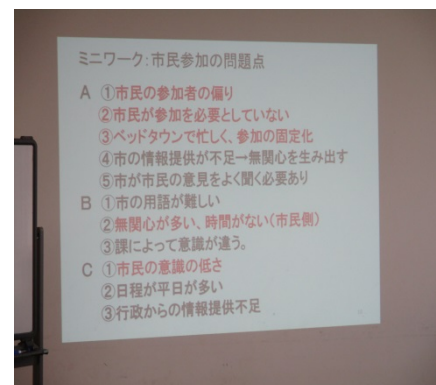 ミニワーク:市民参加の問題点
A ①市民の参加者の偏り
②市民が参加を必要としていない
③ベッドタウンで忙しく、参加の固定化
④市の情報提供が不足→無関心を生み出す
⑤市が市民の意見をよく聞く必要あり
B ①市の用語が難しい
②無関心が多い、時間がない(市民側)
③課によって意識が違う。
C ①市民の意識の低さ
②日程が平日が多い
③行政からの情報提供不足